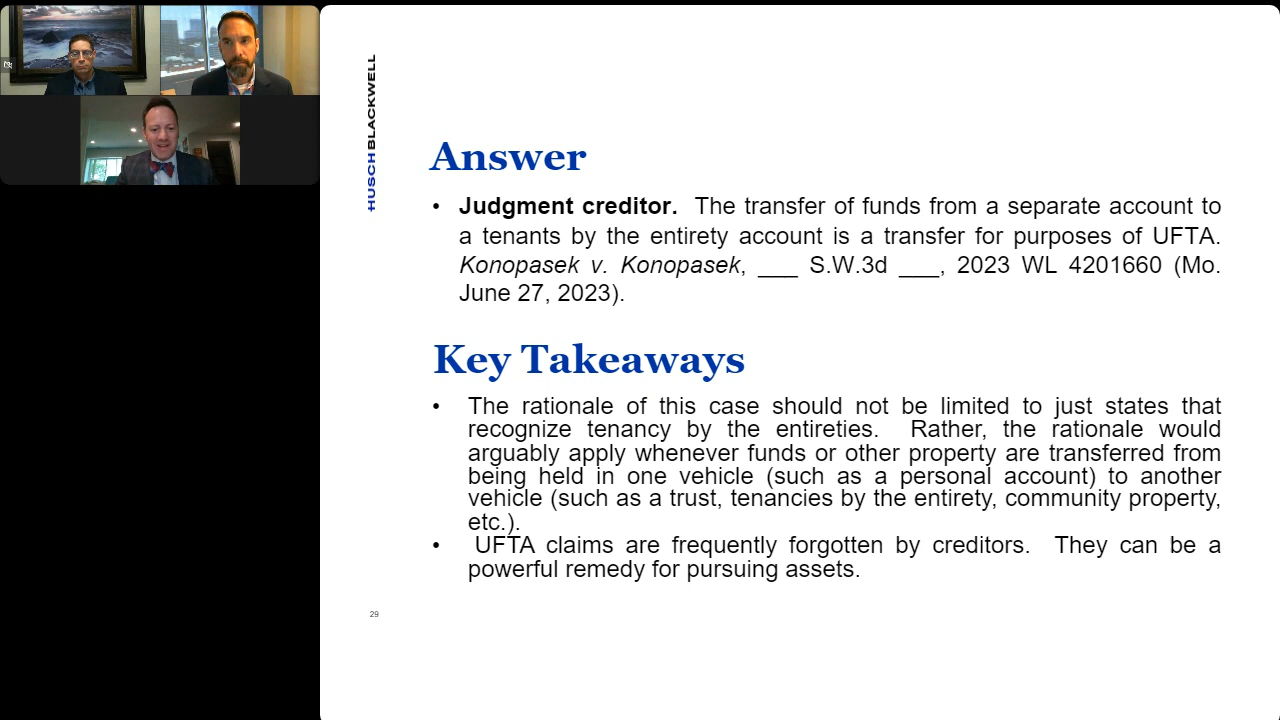 HUSCHBLACKWELL
Answer
• Judgment creditor. The transfer of funds from a separate account to
a tenants by the entirety account is a transfer for purposes of UFTA.
Konopasek v. Konopasek, ___ S.W.3d ___, 2023 WL 4201660 (Mo.
June 27, 2023).
Key Takeaways
• The rationale of this case should not be limited to just states that
recognize tenancy by the entireties. Rather, the rationale would
arguably apply whenever funds or other property are transferred from
being held in one vehicle (such as a personal account) to another
vehicle (such as a trust, tenancies by the entirety, community property,
etc.).
• UFTA claims are frequently forgotten by creditors. They can be a
powerful remedy for pursuing assets.
29